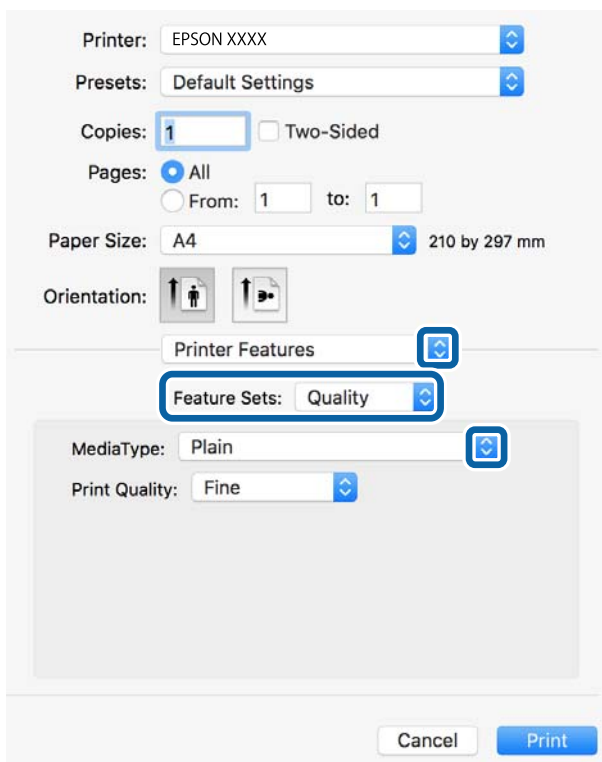 Printer: EPSON XXXX
Presets: Default Settings
Copies: 1 Two-Sided
Pages: All
From: 1 to: 1
Paper Size: A4 210 by 297 mm
Orientation:
Printer Features
Feature Sets: Quality
MediaType: Plain
Print Quality: Fine
Cancel Print